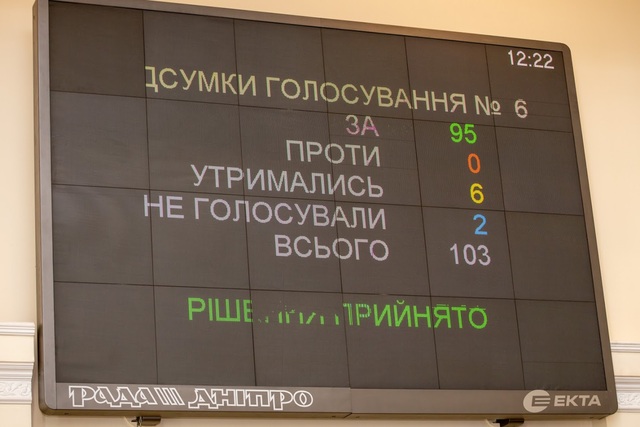 12:22
ДСУМКИ ГОЛОСУВАННЯ № 6
ЗА 95
ПРОТИ 0
УТРИМАЛИСЬ 6
НЕ ГОЛОСУВАЛИ 2
ВСЬОГО 103
ПРИЙНЯТО
РАДА ДНІПРО
ЕКТА